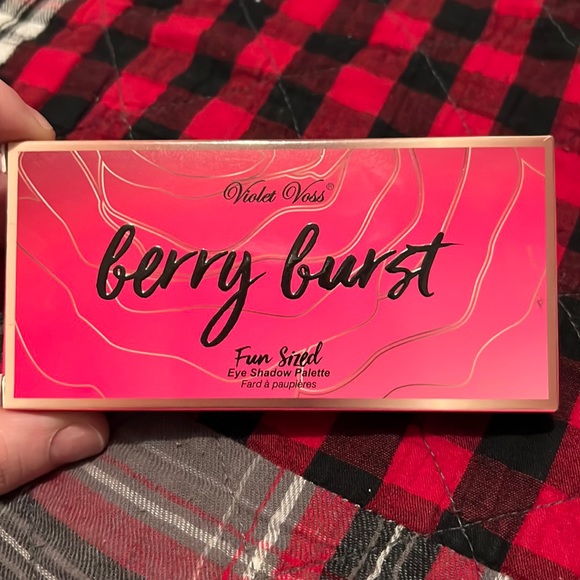 Violet Voss®
berry burst
Fun Sized
Eye Shadow Palette
Fard à paupières